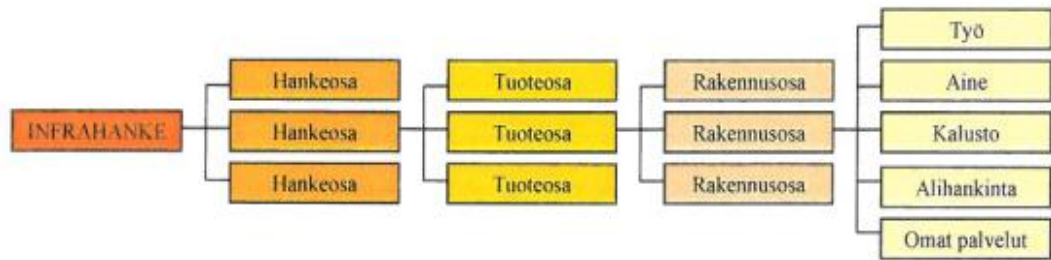 INFRAHANKE
Hankeosa
Hankeosa
Hankeosa
Tuoteosa
Tuoteosa
Tuoteosa
Rakennusosa
Rakennusosa
Rakennusosa
Työ
Aine
Kalusto
Alihankinta
Omat palvelut